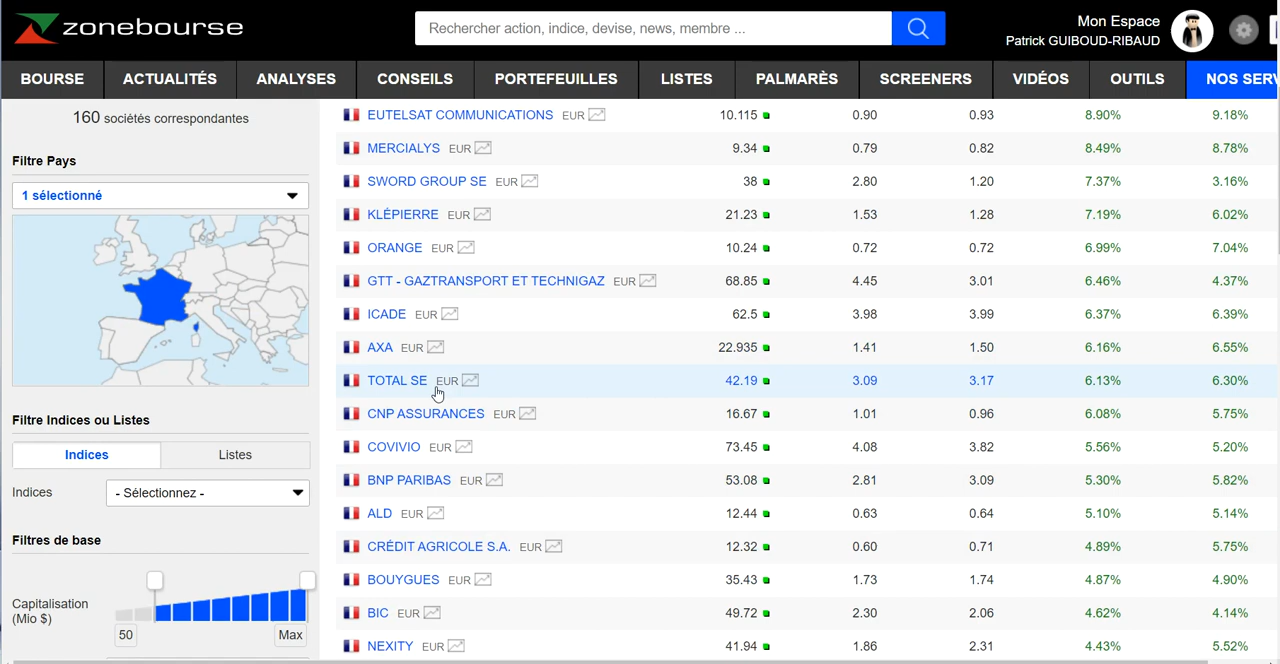 zonebourse
Rechercher action, indice, devise, news, membre ...
Mon Espace
Patrick GUIBOUD-RIBAUD
BOURSE ACTUALITÉS ANALYSES CONSEILS PORTEFEUILLES LISTES PALMARÈS SCREENERS VIDÉOS OUTILS NOS SERV
160 sociétés correspondantes
Filtre Pays
1 sélectionné
Filtre Indices ou Listes
Indices Listes
Indices - Sélectionnez -
Filtres de base
Capitalisation
(Mio $)
50 Max
EUTELSAT COMMUNICATIONS EUR 10.115 0.90 0.93 8.90% 9.18%
MERCIALYS EUR 9.34 0.79 0.82 8.49% 8.78%
SWORD GROUP SE EUR 38 2.80 1.20 7.37% 3.16%
KLÉPIERRE EUR 21.23 1.53 1.28 7.19% 6.02%
ORANGE EUR 10.24 0.72 0.72 6.99% 7.04%
GTT - GAZTRANSPORT ET TECHNIGAZ EUR 68.85 4.45 3.01 6.46% 4.37%
ICADE EUR 62.5 3.98 3.99 6.37% 6.39%
AXA EUR 22.935 1.41 1.50 6.16% 6.55%
TOTAL SE EUR 42.19 3.09 3.17 6.13% 6.30%
CNP ASSURANCES EUR 16.67 1.01 0.96 6.08% 5.75%
COVIVIO EUR 73.45 4.08 3.82 5.56% 5.20%
BNP PARIBAS EUR 53.08 2.81 3.09 5.30% 5.82%
ALD EUR 12.44 0.63 0.64 5.10% 5.14%
CRÉDIT AGRICOLE S.A. EUR 12.32 0.60 0.71 4.89% 5.75%
BOUYGUES EUR 35.43 1.73 1.74 4.87% 4.90%
BIC EUR 49.72 2.30 2.06 4.62% 4.14%
NEXITY EUR 41.94 1.86 2.31 4.43% 5.52%